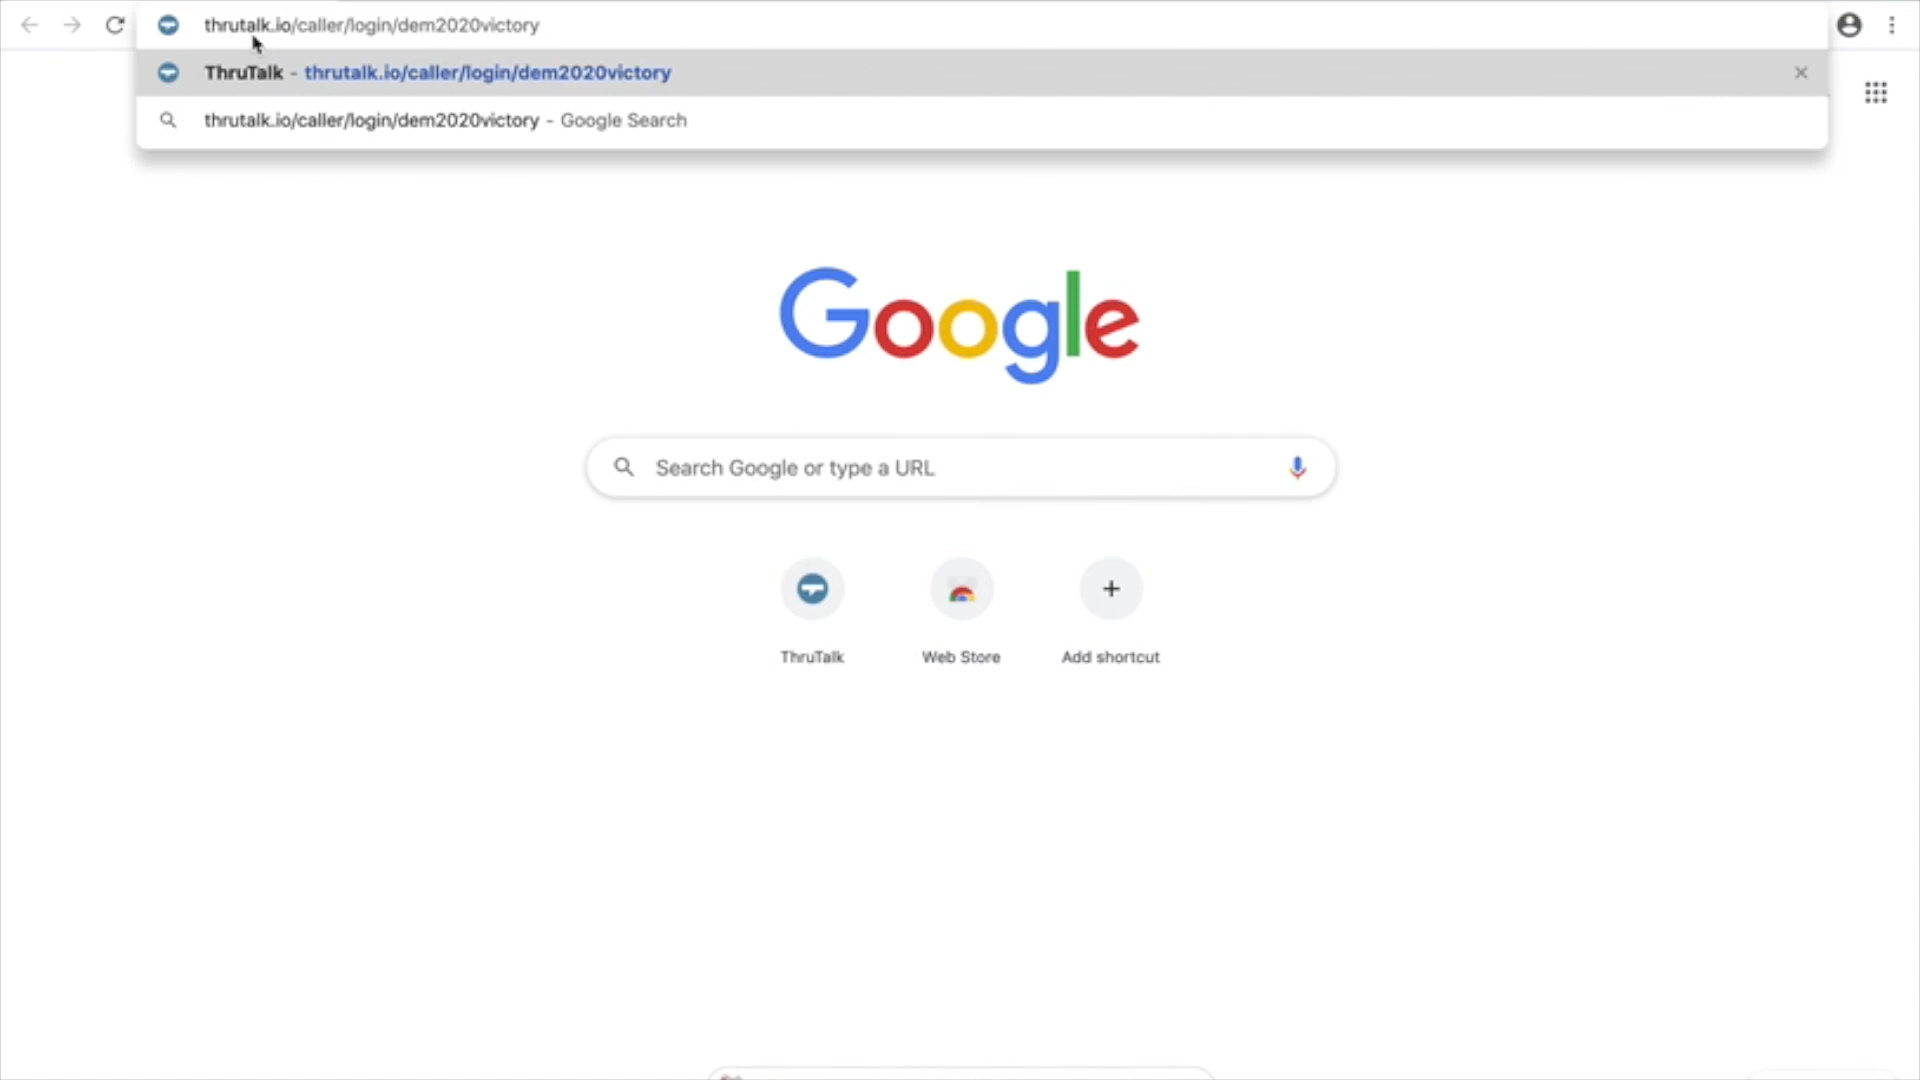 thrutalk.io/caller/login/dem2020victory
ThruTalk - thrutalk.io/caller/login/dem2020victory
thrutalk.io/caller/login/dem2020victory - Google Search
Google
Search Google or type a URL
ThruTalk Web Store Add shortcut